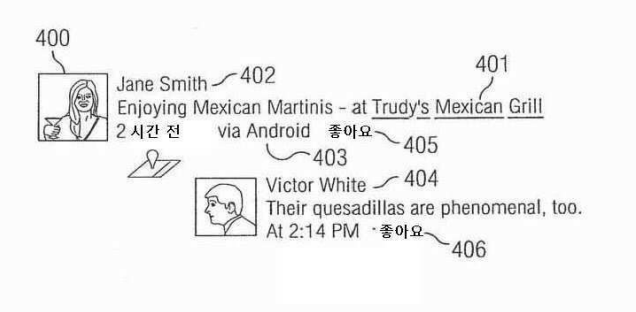 400
401
Jane Smith 402
Enjoying Mexican Martinis - at Trudy's Mexican Grill
2 시간 전 via Android 좋아요 405
403
Victor White 404
Their quesadillas are phenomenal, too.
At 2:14 PM · 좋아요 406